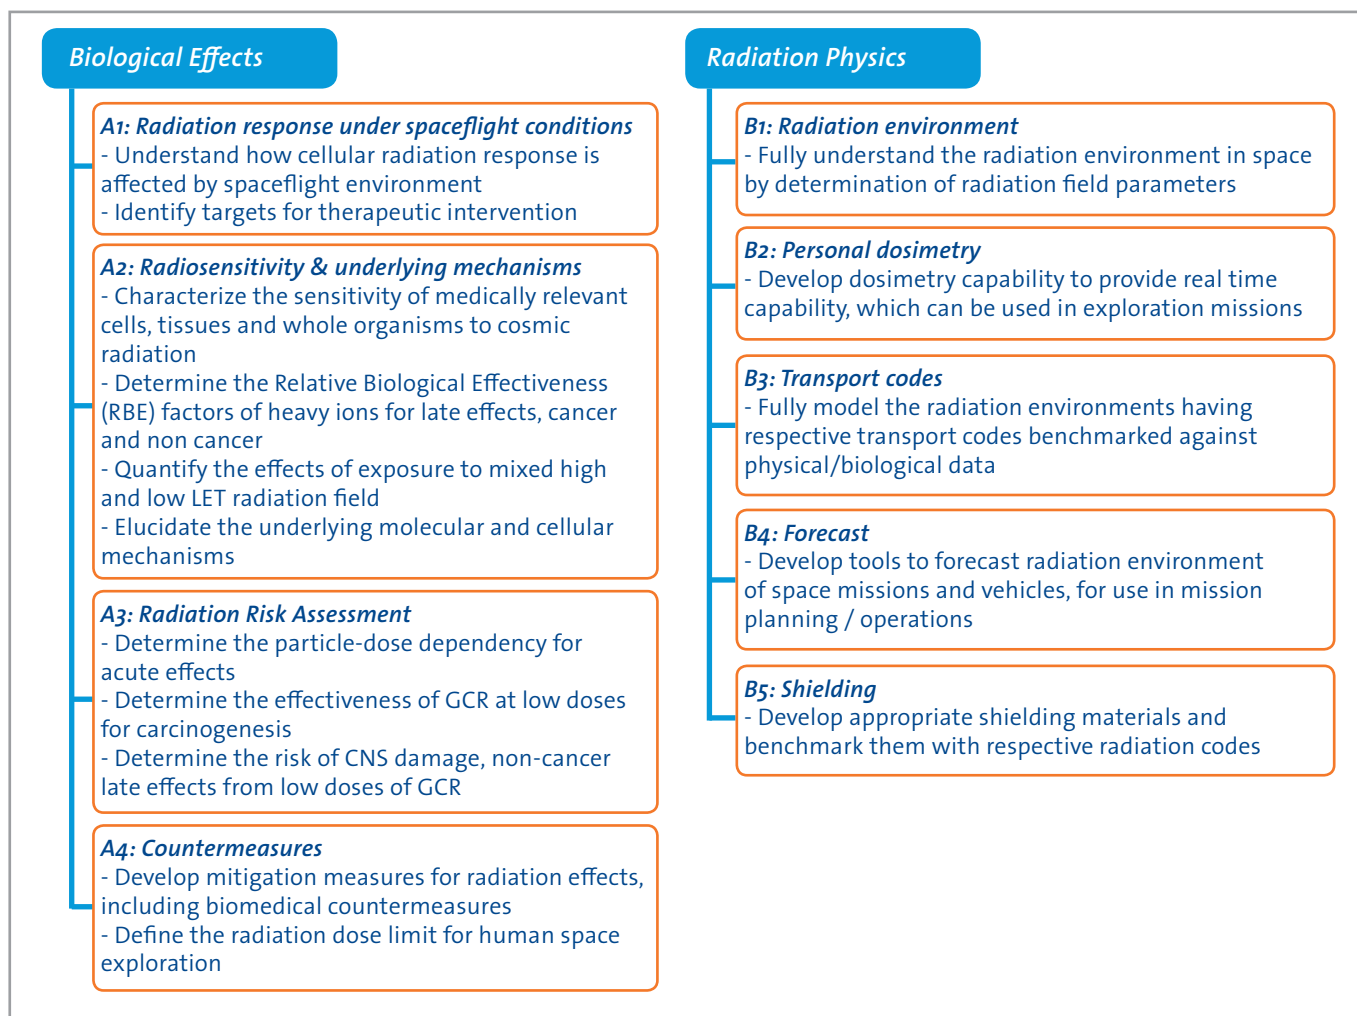 Biological Effects
A1: Radiation response under spaceflight conditions
- Understand how cellular radiation response is
affected by spaceflight environment
- Identify targets for therapeutic intervention
A2: Radiosensitivity & underlying mechanisms
- Characterize the sensitivity of medically relevant
cells, tissues and whole organisms to cosmic
radiation
- Determine the Relative Biological Effectiveness
(RBE) factors of heavy ions for late effects, cancer
and non cancer
- Quantify the effects of exposure to mixed high
and low LET radiation field
- Elucidate the underlying molecular and cellular
mechanisms
A3: Radiation Risk Assessment
- Determine the particle-dose dependency for
acute effects
- Determine the effectiveness of GCR at low doses
for carcinogenesis
- Determine the risk of CNS damage, non-cancer
late effects from low doses of GCR
A4: Countermeasures
- Develop mitigation measures for radiation effects,
including biomedical countermeasures
- Define the radiation dose limit for human space
exploration
Radiation Physics
B1: Radiation environment
- Fully understand the radiation environment in space
by determination of radiation field parameters
B2: Personal dosimetry
- Develop dosimetry capability to provide real time
capability, which can be used in exploration missions
B3: Transport codes
- Fully model the radiation environments having
respective transport codes benchmarked against
physical/biological data
B4: Forecast
- Develop tools to forecast radiation environment
of space missions and vehicles, for use in mission
planning / operations
B5: Shielding
- Develop appropriate shielding materials and
benchmark them with respective radiation codes